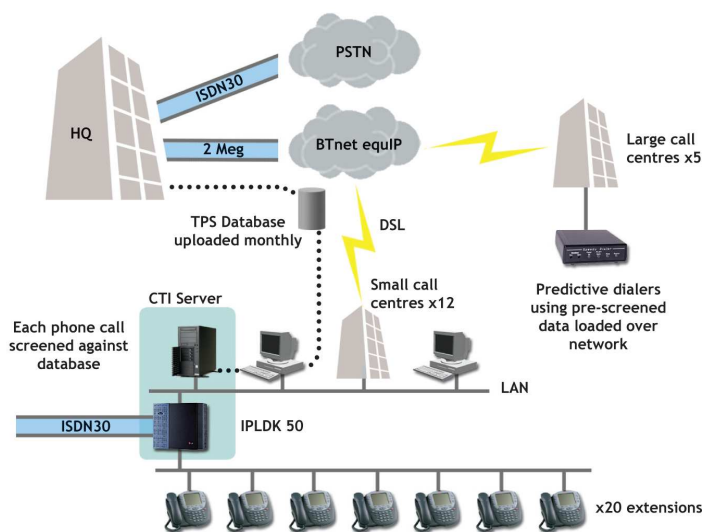 PSTN
ISDN30
HQ
2 Meg
BTnet equIP
Large call
centres x5
TPS Database
uploaded monthly
DSL
Small call
centres x12
Predictive dialers
using pre-screened
data loaded over
network
CTI Server
Each phone call
screened against
database
LAN
ISDN30
IPLDK 50
x20 extensions